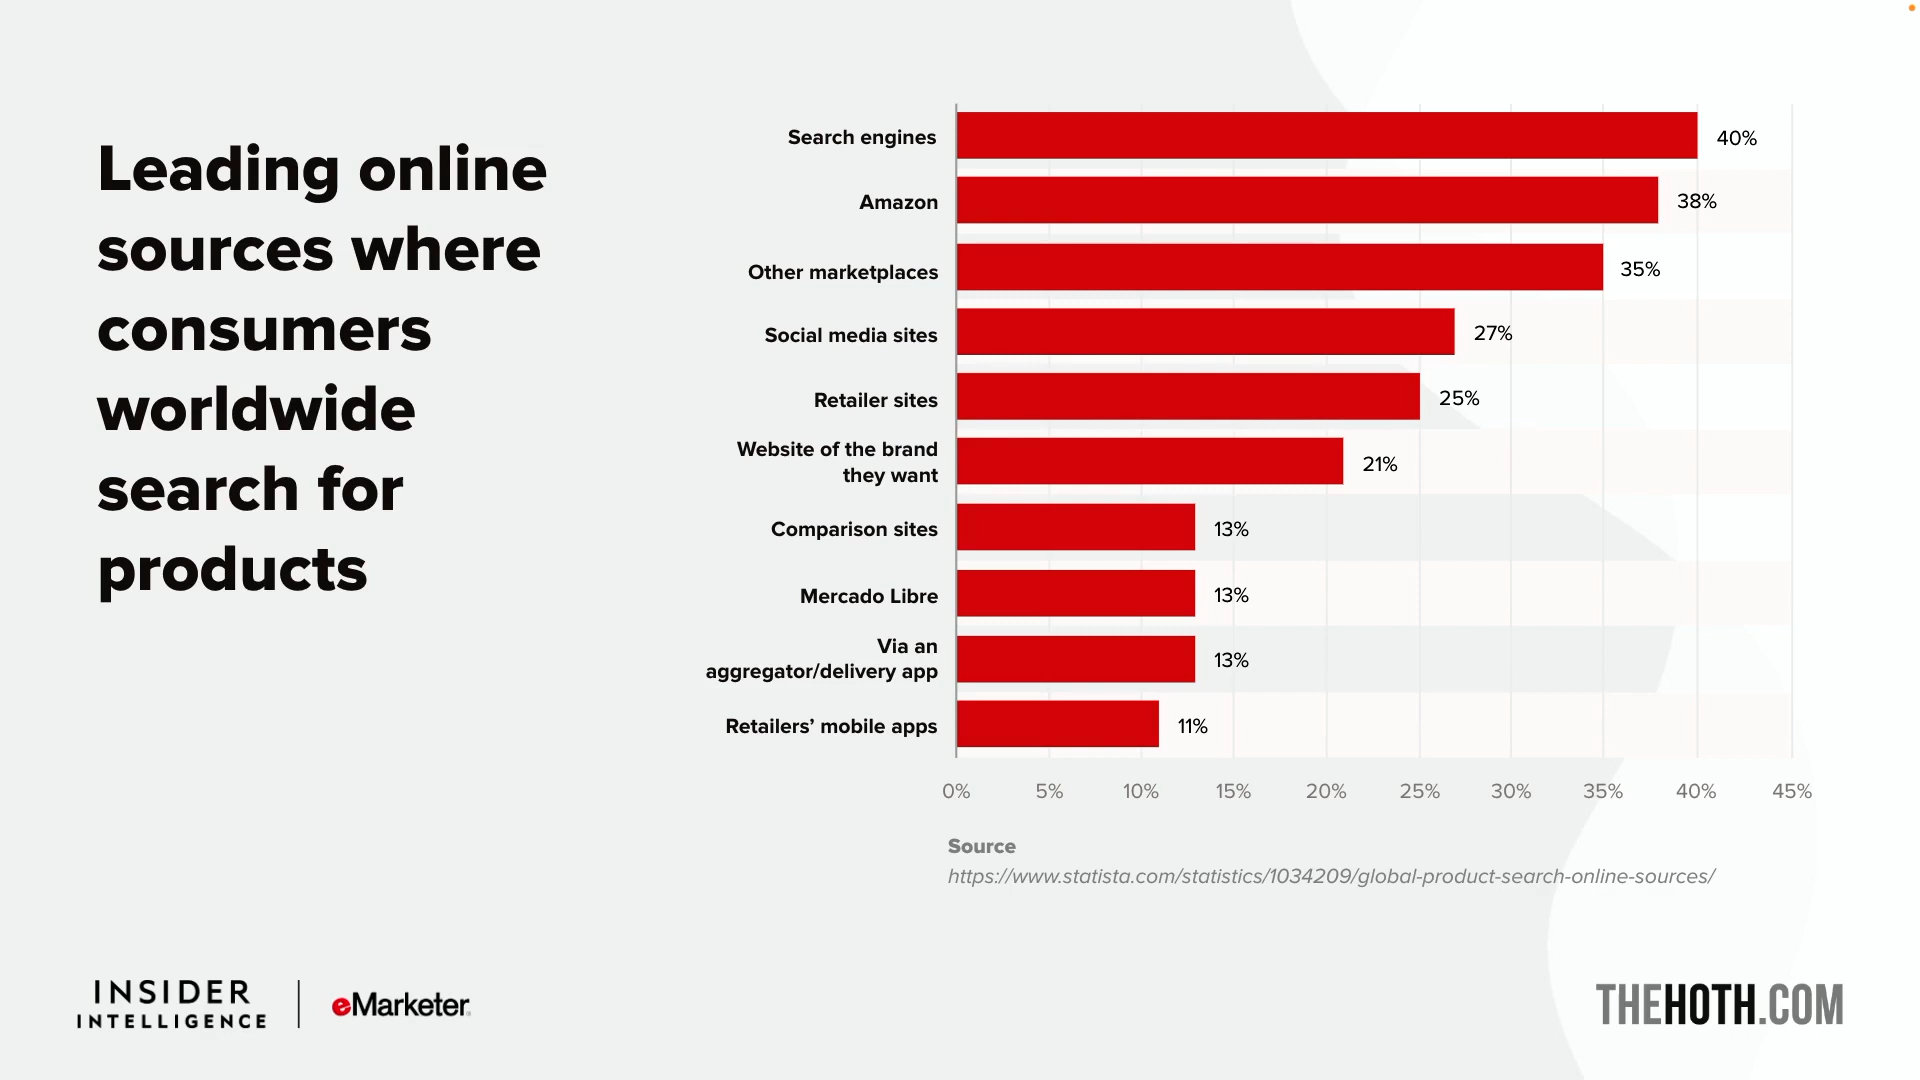 Leading online
sources where
consumers
worldwide
search for
products
Search engines 40%
Amazon 38%
Other marketplaces 35%
Social media sites 27%
Retailer sites 25%
Website of the brand
they want 21%
Comparison sites 13%
Mercado Libre 13%
Via an
aggregator/delivery app 13%
Retailers’ mobile apps 11%
0% 5% 10% 15% 20% 25% 30% 35% 40% 45%
Source
https://www.statista.com/statistics/1034209/global-product-search-online-sources/
INSIDER
INTELLIGENCE
eMarketer
THEHOTH.COM